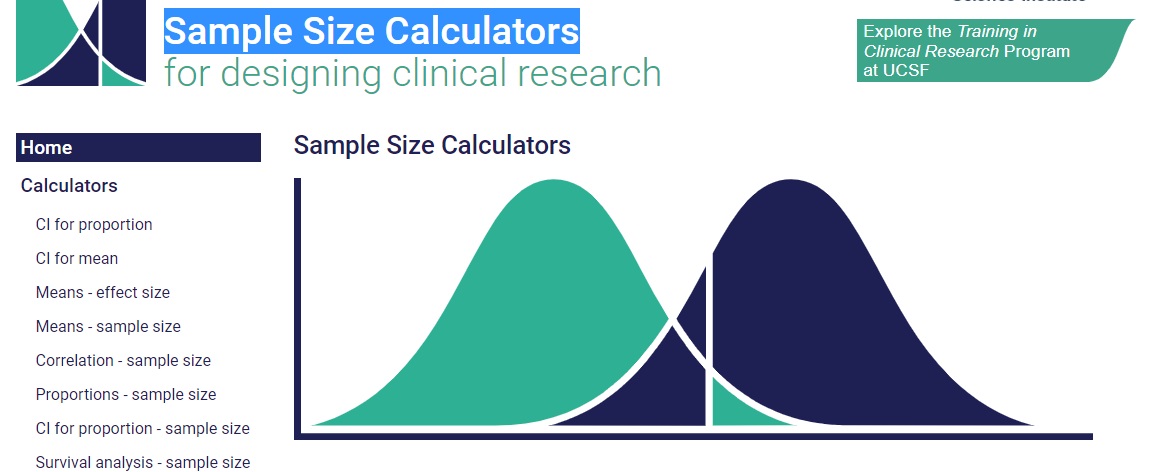 Sample Size Calculators
for designing clinical research
Explore the Training in
Clinical Research Program
at UCSF
Home
Calculators
CI for proportion
CI for mean
Means - effect size
Means - sample size
Correlation - sample size
Proportions - sample size
CI for proportion - sample size
Survival analysis - sample size
Sample Size Calculators